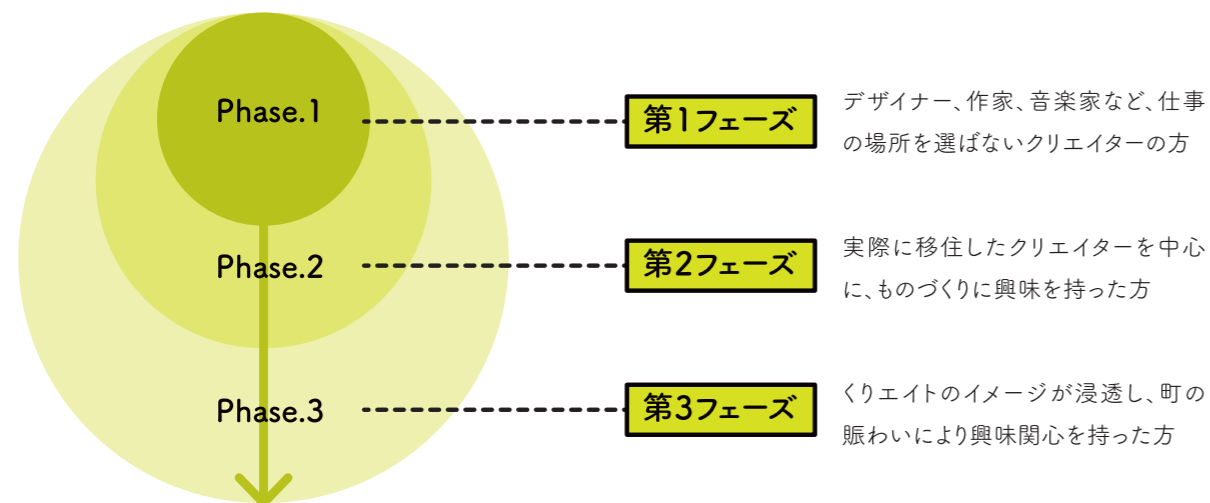 Phase.1
第1フェーズ
デザイナー、作家、音楽家など、仕事
の場所を選ばないクリエイターの方
Phase.2
第2フェーズ
実際に移住したクリエイターを中心
に、ものづくりに興味を持った方
Phase.3
第3フェーズ
くりエイトのイメージが浸透し、町の
賑わいにより興味関心を持った方